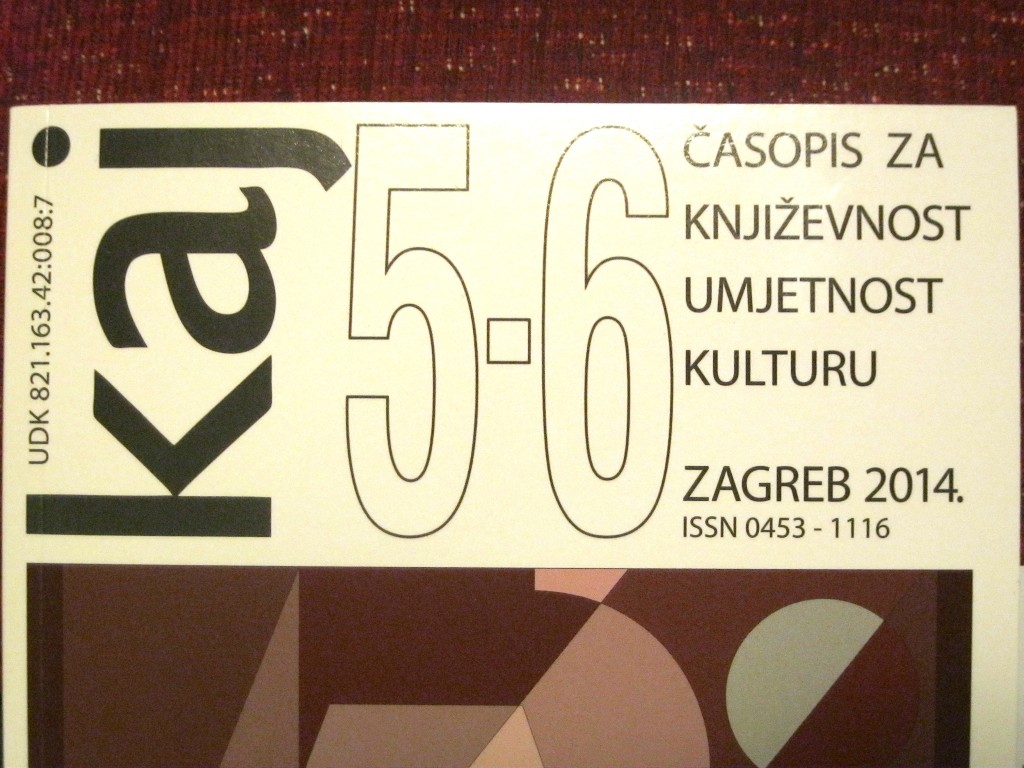 UDK 821.163.42:008:7
kaj
5-6
ČASOPIS ZA
KNJIŽEVNOST
UMJETNOST
KULTURU
ZAGREB 2014.
ISSN 0453 - 1116